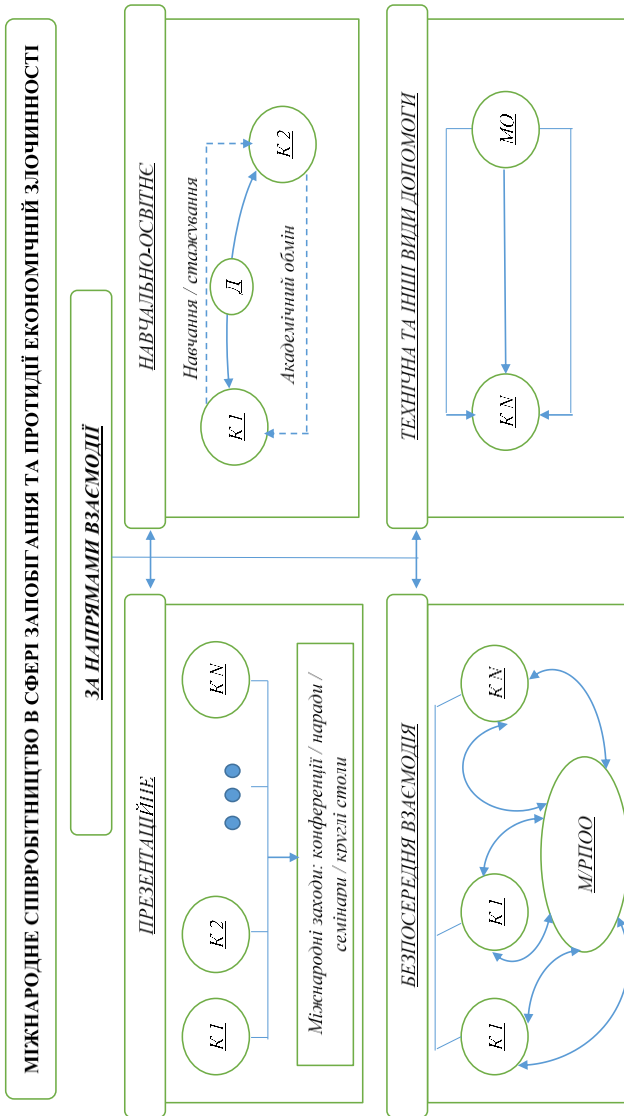 МІЖНАРОДНЕ СПІВРОБІТНИЦТВО В СФЕРІ ЗАПОБІГАННЯ ТА ПРОТИДІЇ ЕКОНОМІЧНІЙ ЗЛОЧИННОСТІ
ЗА НАПРЯМАМИ ВЗАЄМОДІЇ
ПРЕЗЕНТАЦІЙНЕ
К 1
К 2
К N
Міжнародні заходи: конференції / наради /
семінари / круглі столи
НАВЧАЛЬНО-ОСВІТНЄ
Навчання / стажування
К 1
Д
К 2
Академічний обмін
БЕЗПОСЕРЕДНЯ ВЗАЄМОДІЯ
К 1
К 1
К N
М/РПОО
ТЕХНІЧНА ТА ІНШІ ВИДИ ДОПОМОГИ
К N
МО